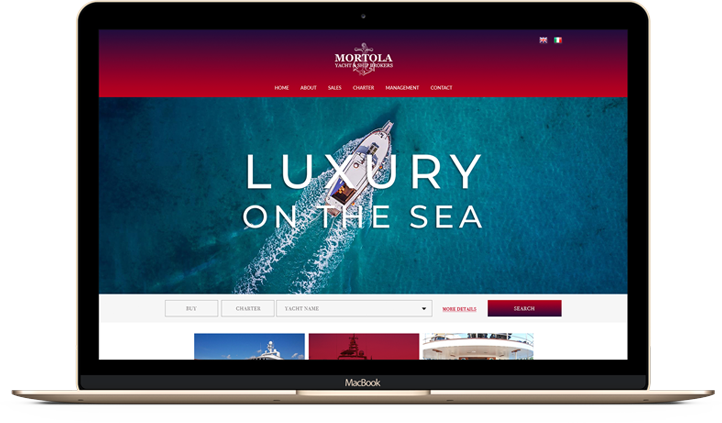 MORTOLA
YACHT & SHIP BROKERS
HOME ABOUT SALES CHARTER MANAGEMENT CONTACT
LUXURY
ON THE SEA
BUY CHARTER YACHT NAME MORE DETAILS SEARCH
MacBook